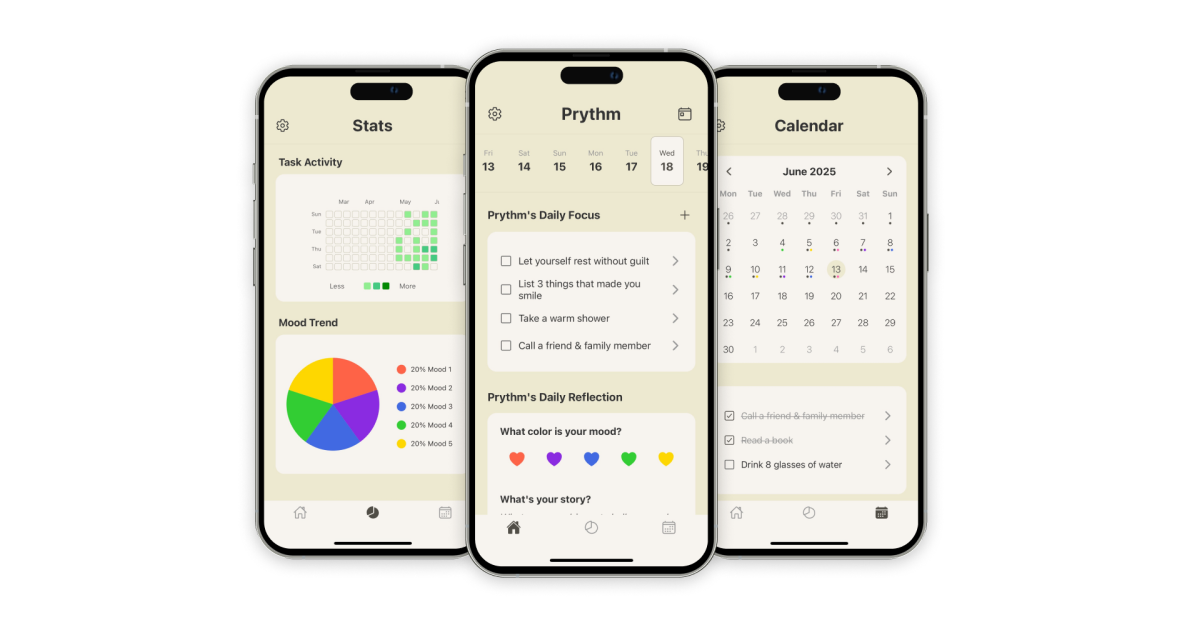 Stats
Task Activity
Mar Apr May
Sun
Tue
Thu
Sat
Less More
Mood Trend
20% Mood 1
20% Mood 2
20% Mood 3
20% Mood 4
20% Mood 5
Prythm
Fri Sat Sun Mon Tue Wed Thu
13 14 15 16 17 18 19
Prythm's Daily Focus
Let yourself rest without guilt
List 3 things that made you
smile
Take a warm shower
Call a friend & family member
Prythm's Daily Reflection
What color is your mood?
What's your story?
Calendar
June 2025
Mon Tue Wed Thu Fri Sat Sun
26 27 28 29 30 31 1
2 3 4 5 6 7 8
9 10 11 12 13 14 15
16 17 18 19 20 21 22
23 24 25 26 27 28 29
30 1 2 3 4 5 6
Call a friend & family member
Read a book
Drink 8 glasses of water